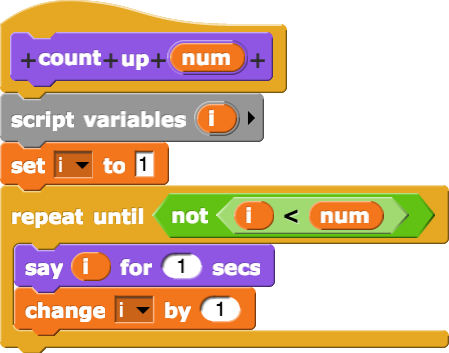 +count+up+ num +
script variables i
set i to 1
repeat until not i < num
say i for 1 secs
change i by 1